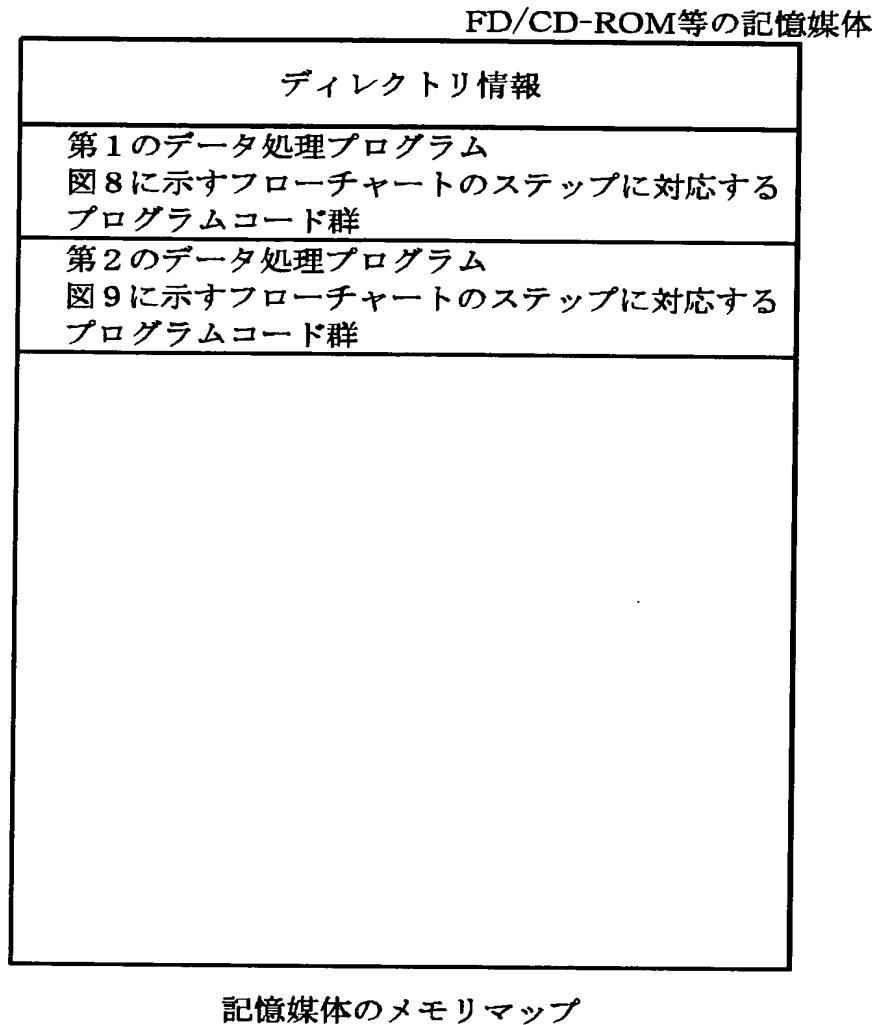 FD/CD-ROM等の記憶媒体
ディレクトリ情報
第1のデータ処理プログラム
図8に示すフローチャートのステップに対応する
プログラムコード群
第2のデータ処理プログラム
図9に示すフローチャートのステップに対応する
プログラムコード群
記憶媒体のメモリマップ